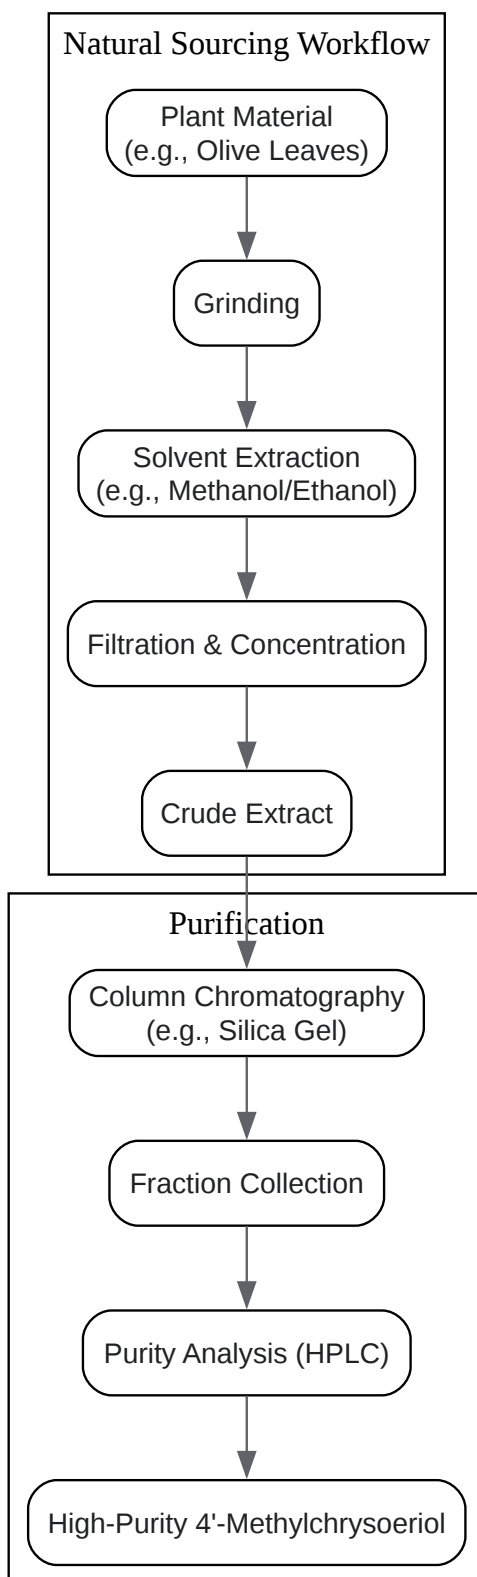 Natural Sourcing Workflow
Plant Material
(e.g., Olive Leaves)
Grinding
Solvent Extraction
(e.g., Methanol/Ethanol)
Filtration & Concentration
Crude Extract
Purification
Column Chromatography
(e.g., Silica Gel)
Fraction Collection
Purity Analysis (HPLC)
High-Purity 4'-Methylchrysoeriol